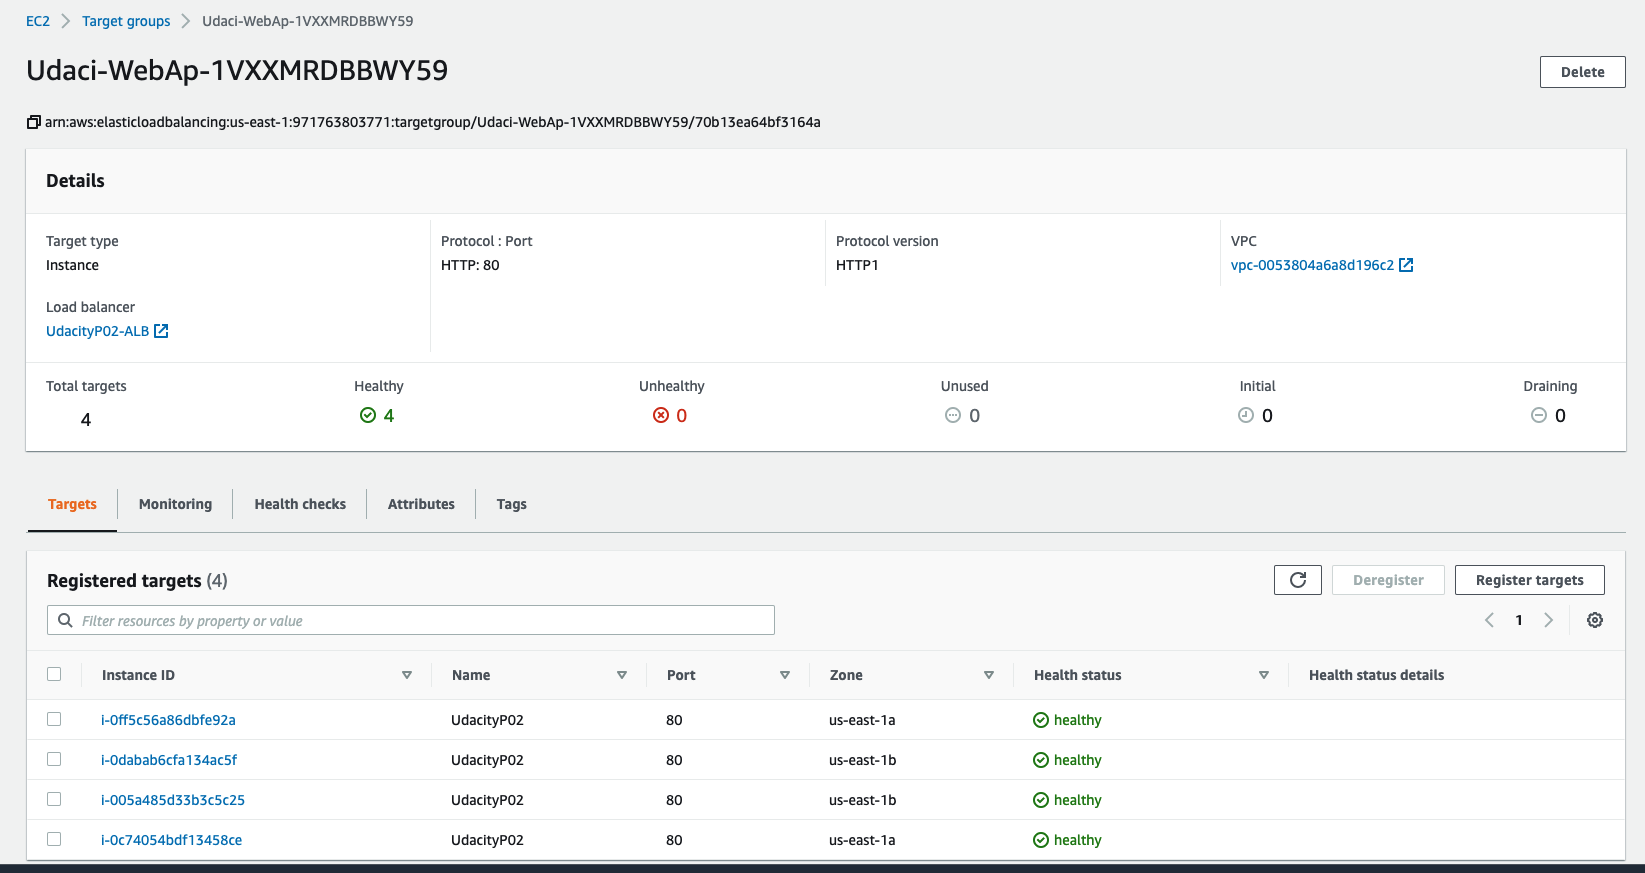 EC2 Target groups Udaci-WebAp-1VXXMRDBBWY59
Udaci-WebAp-1VXXMRDBBWY59
Delete
arn:aws:elasticloadbalancing:us-east-1:971763803771:targetgroup/Udaci-WebAp-1VXXMRDBBWY59/70b13ea64bf3164a
Details
Target type Protocol : Port Protocol version VPC
Instance HTTP: 80 HTTP1 vpc-0053804a6a8d196c2
Load balancer
UdacityP02-ALB
Total targets Healthy Unhealthy Unused Initial Draining
4 4 0 0 0 0
Targets Monitoring Health checks Attributes Tags
Registered targets (4) Deregister Register targets
Filter resources by property or value 1
Instance ID Name Port Zone Health status Health status details
i-0ff5c56a86dbfe92a UdacityP02 80 us-east-1a healthy
i-0dabab6cfa134ac5f UdacityP02 80 us-east-1b healthy
i-005a485d33b3c5c25 UdacityP02 80 us-east-1b healthy
i-0c74054bdf13458ce UdacityP02 80 us-east-1a healthy